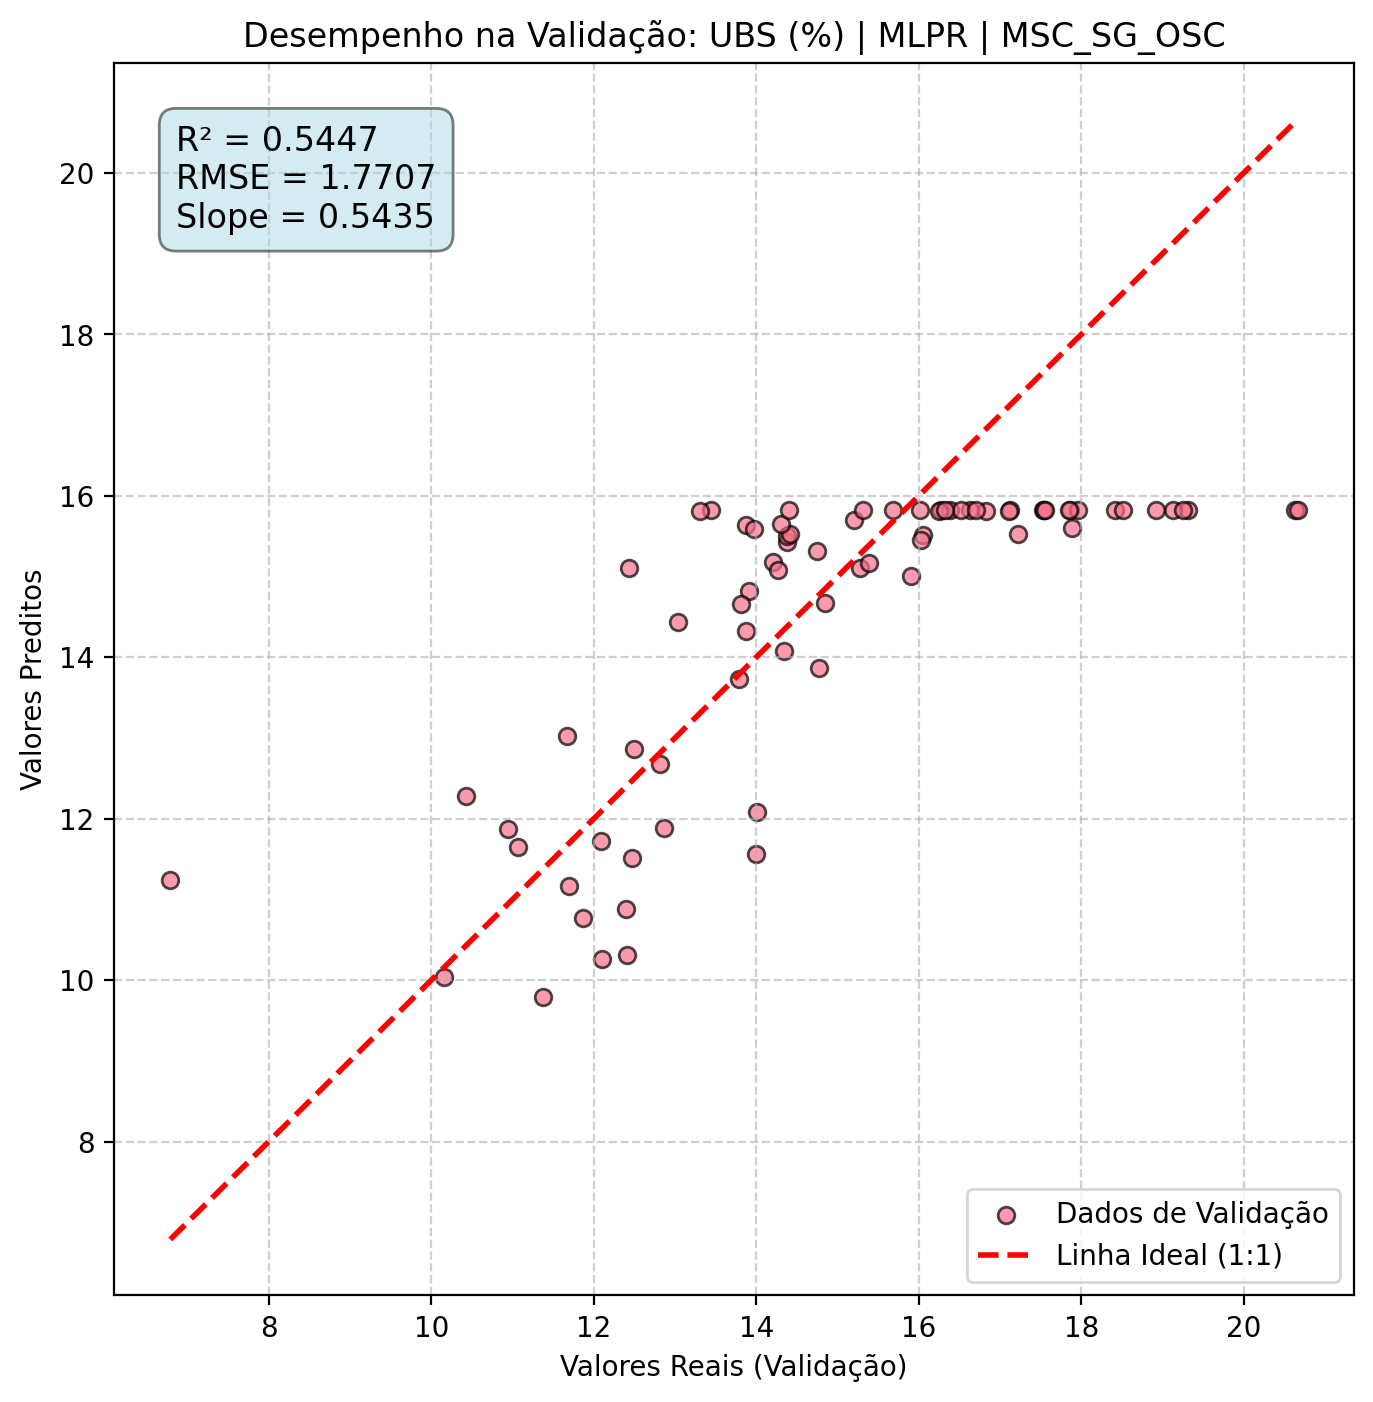 Desempenho na Validação: UBS (%) | MLPR | MSC_SG_OSC
R² = 0.5447
RMSE = 1.7707
Slope = 0.5435
20
18
16
14
12
10
8
Valores Preditos
Dados de Validação
Linha Ideal (1:1)
8 10 12 14 16 18 20
Valores Reais (Validação)